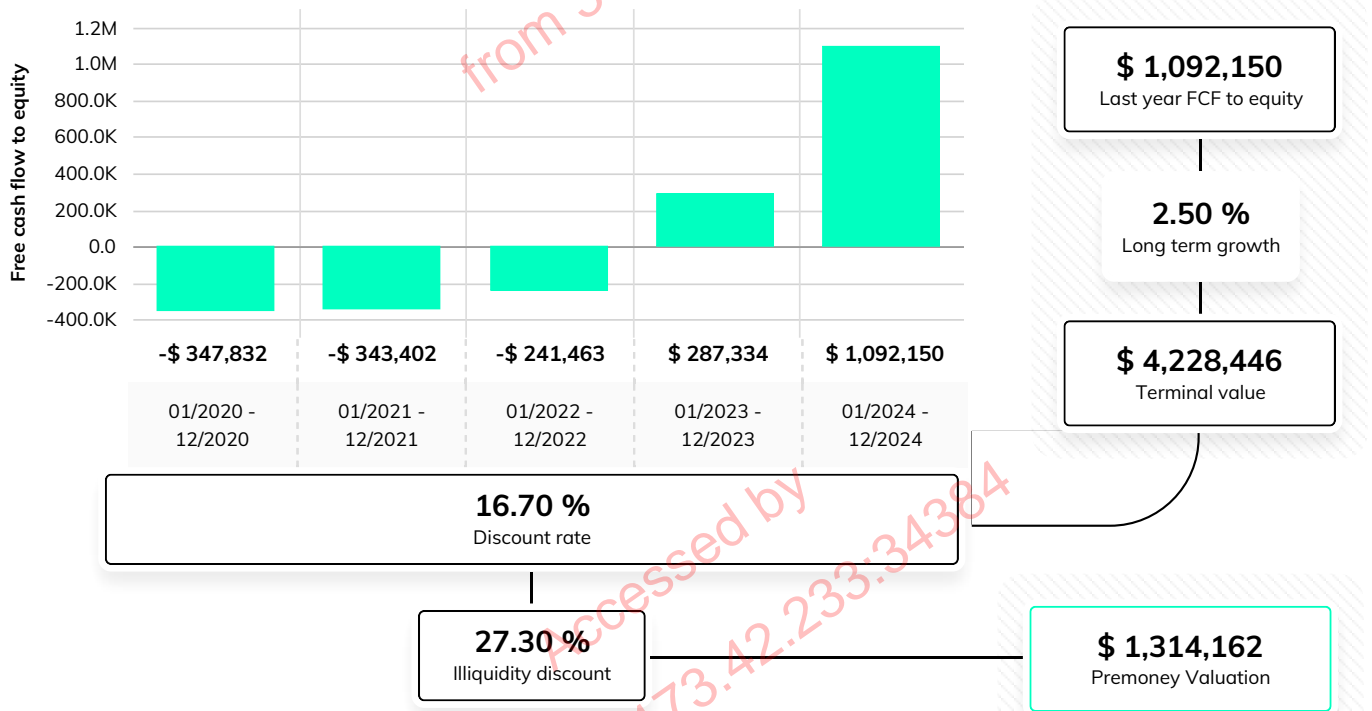 Free cash flow to equity
1.2M
1.0M
800.0K
600.0K
400.0K
200.0K
0.0
-200.0K
-400.0K
-$ 347,832
-$ 343,402
-$ 241,463
$ 287,334
$ 1,092,150
01/2020 -
12/2020
01/2021 -
12/2021
01/2022 -
12/2022
01/2023 -
12/2023
01/2024 -
12/2024
$ 1,092,150
Last year FCF to equity
2.50 %
Long term growth
$ 4,228,446
Terminal value
16.70 %
Discount rate
27.30 %
Illiquidity discount
$ 1,314,162
Premoney Valuation
from
Accessed by
173.42.233:34384